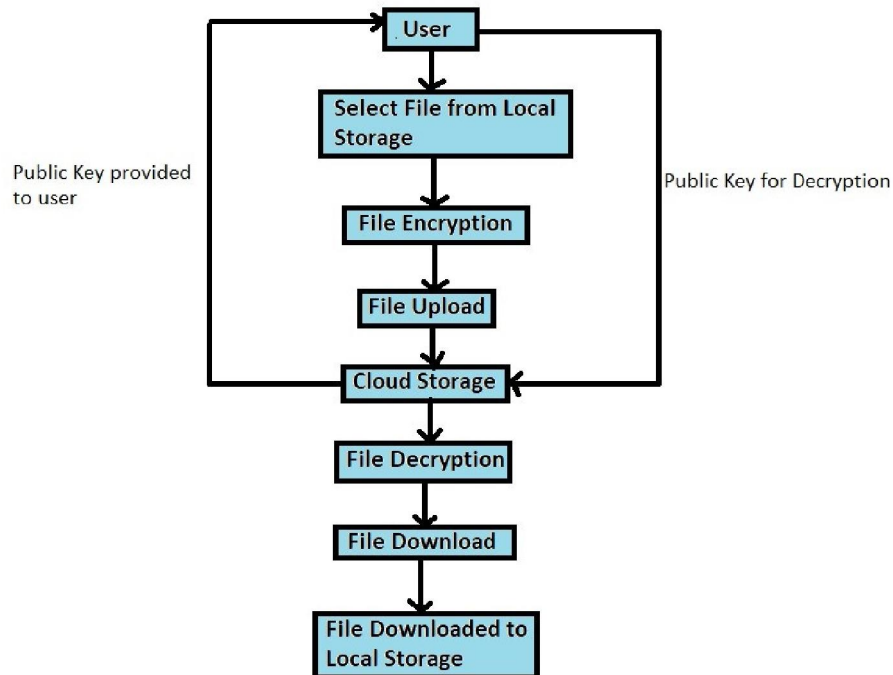 User
Select File from Local
Storage
Public Key provided
to user
Public Key for Decryption
File Encryption
File Upload
Cloud Storage
File Decryption
File Download
File Downloaded to
Local Storage